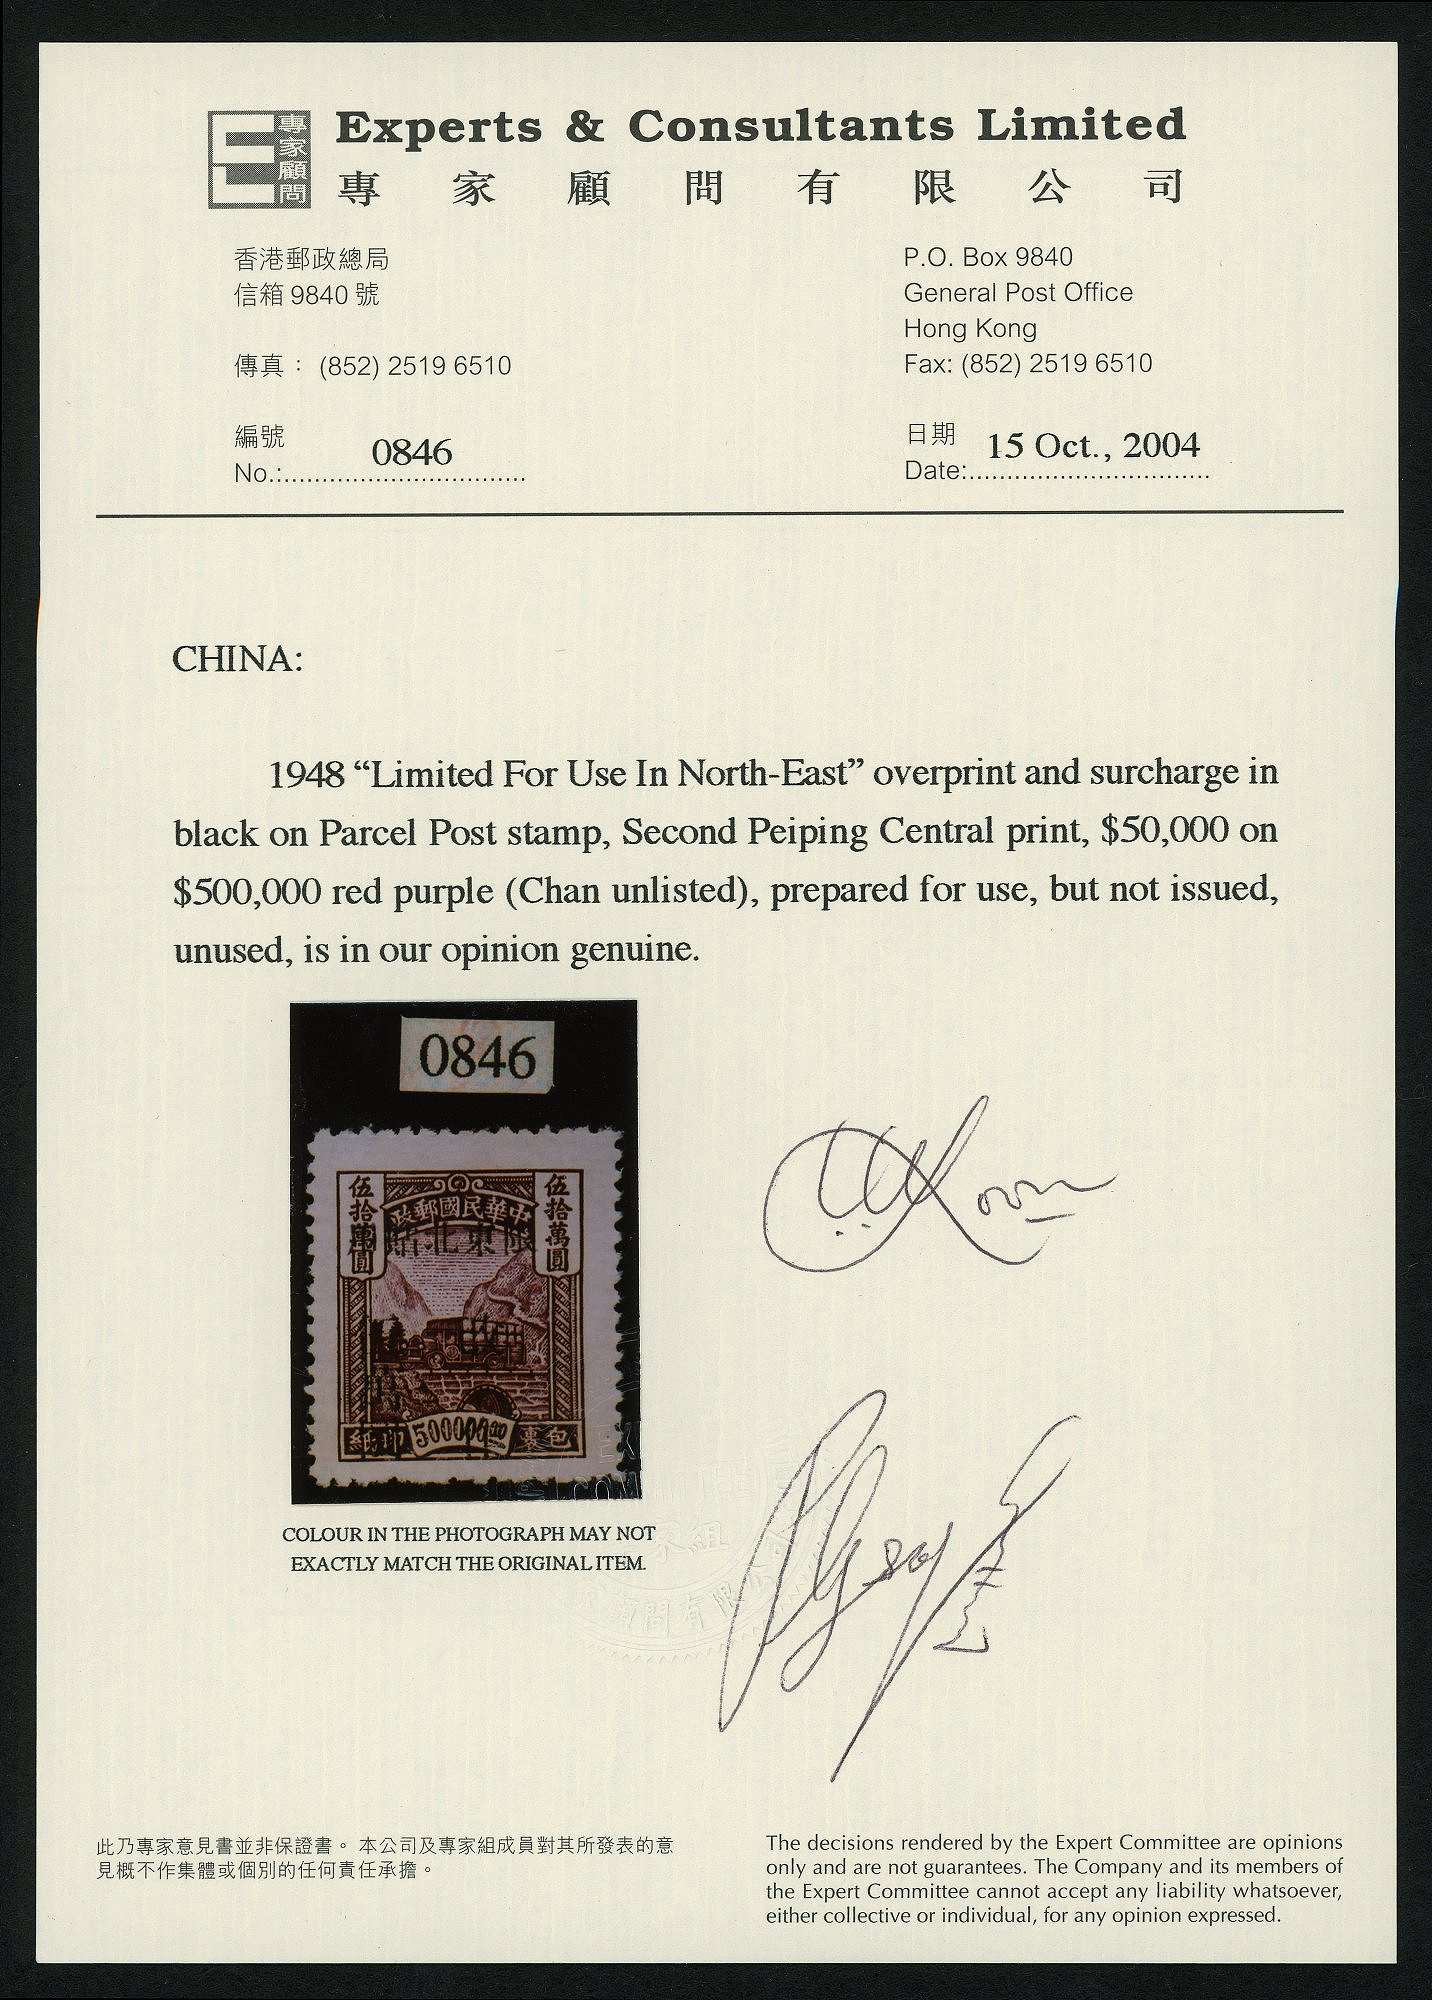 專家
顧問
Experts & Consultants Limited
專家顧問有限公司
香港郵政總局
信箱 9840 號
傳真： (852) 2519 6510
P.O. Box 9840
General Post Office
Hong Kong
Fax: (852) 2519 6510
編號
No.:
0846
日期
Date:
15 Oct., 2004
CHINA:
1948 “Limited For Use In North-East” overprint and surcharge in
black on Parcel Post stamp, Second Peiping Central print, $50,000 on
$500,000 red purple (Chan unlisted), prepared for use, but not issued,
unused, is in our opinion genuine.
0846
政郵國民華中
伍拾萬圓
伍拾萬圓
貼北東限
紙印
500000
裹包
COLOUR IN THE PHOTOGRAPH MAY NOT
EXACTLY MATCH THE ORIGINAL ITEM.
此乃專家意見書並非保證書。 本公司及專家組成員對其所發表的意
見概不作集體或個別的任何責任承擔。
The decisions rendered by the Expert Committee are opinions
only and are not guarantees. The Company and its members of
the Expert Committee cannot accept any liability whatsoever,
either collective or individual, for any opinion expressed.